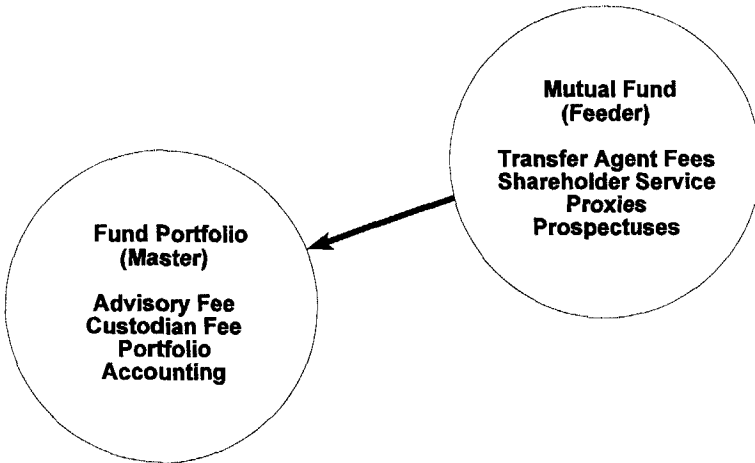 Mutual Fund
(Feeder)
Transfer Agent Fees
Shareholder Service
Proxies
Prospectuses
Fund Portfolio
(Master)
Advisory Fee
Custodian Fee
Portfolio
Accounting